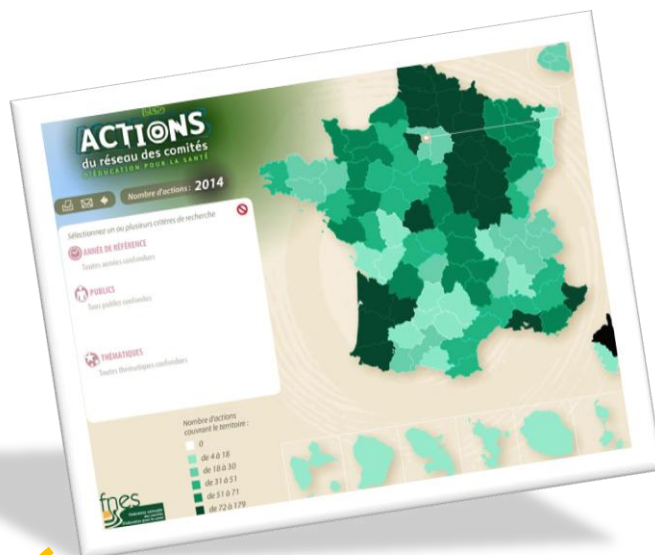 ACTIONS
du réseau des comités
D'ÉDUCATION POUR LA SANTÉ
Nombre d'actions : 2014
Sélectionnez un ou plusieurs critères de recherche
ANNÉE DE RÉFÉRENCE
Toutes années confondues
PUBLICS
Tous publics confondus
THÉMATIQUES
Toutes thématiques confondues
Nombre d'actions
couvrant le territoire :
0
de 4 à 18
de 18 à 30
de 31 à 51
de 51 à 71
de 72 à 179
fnes